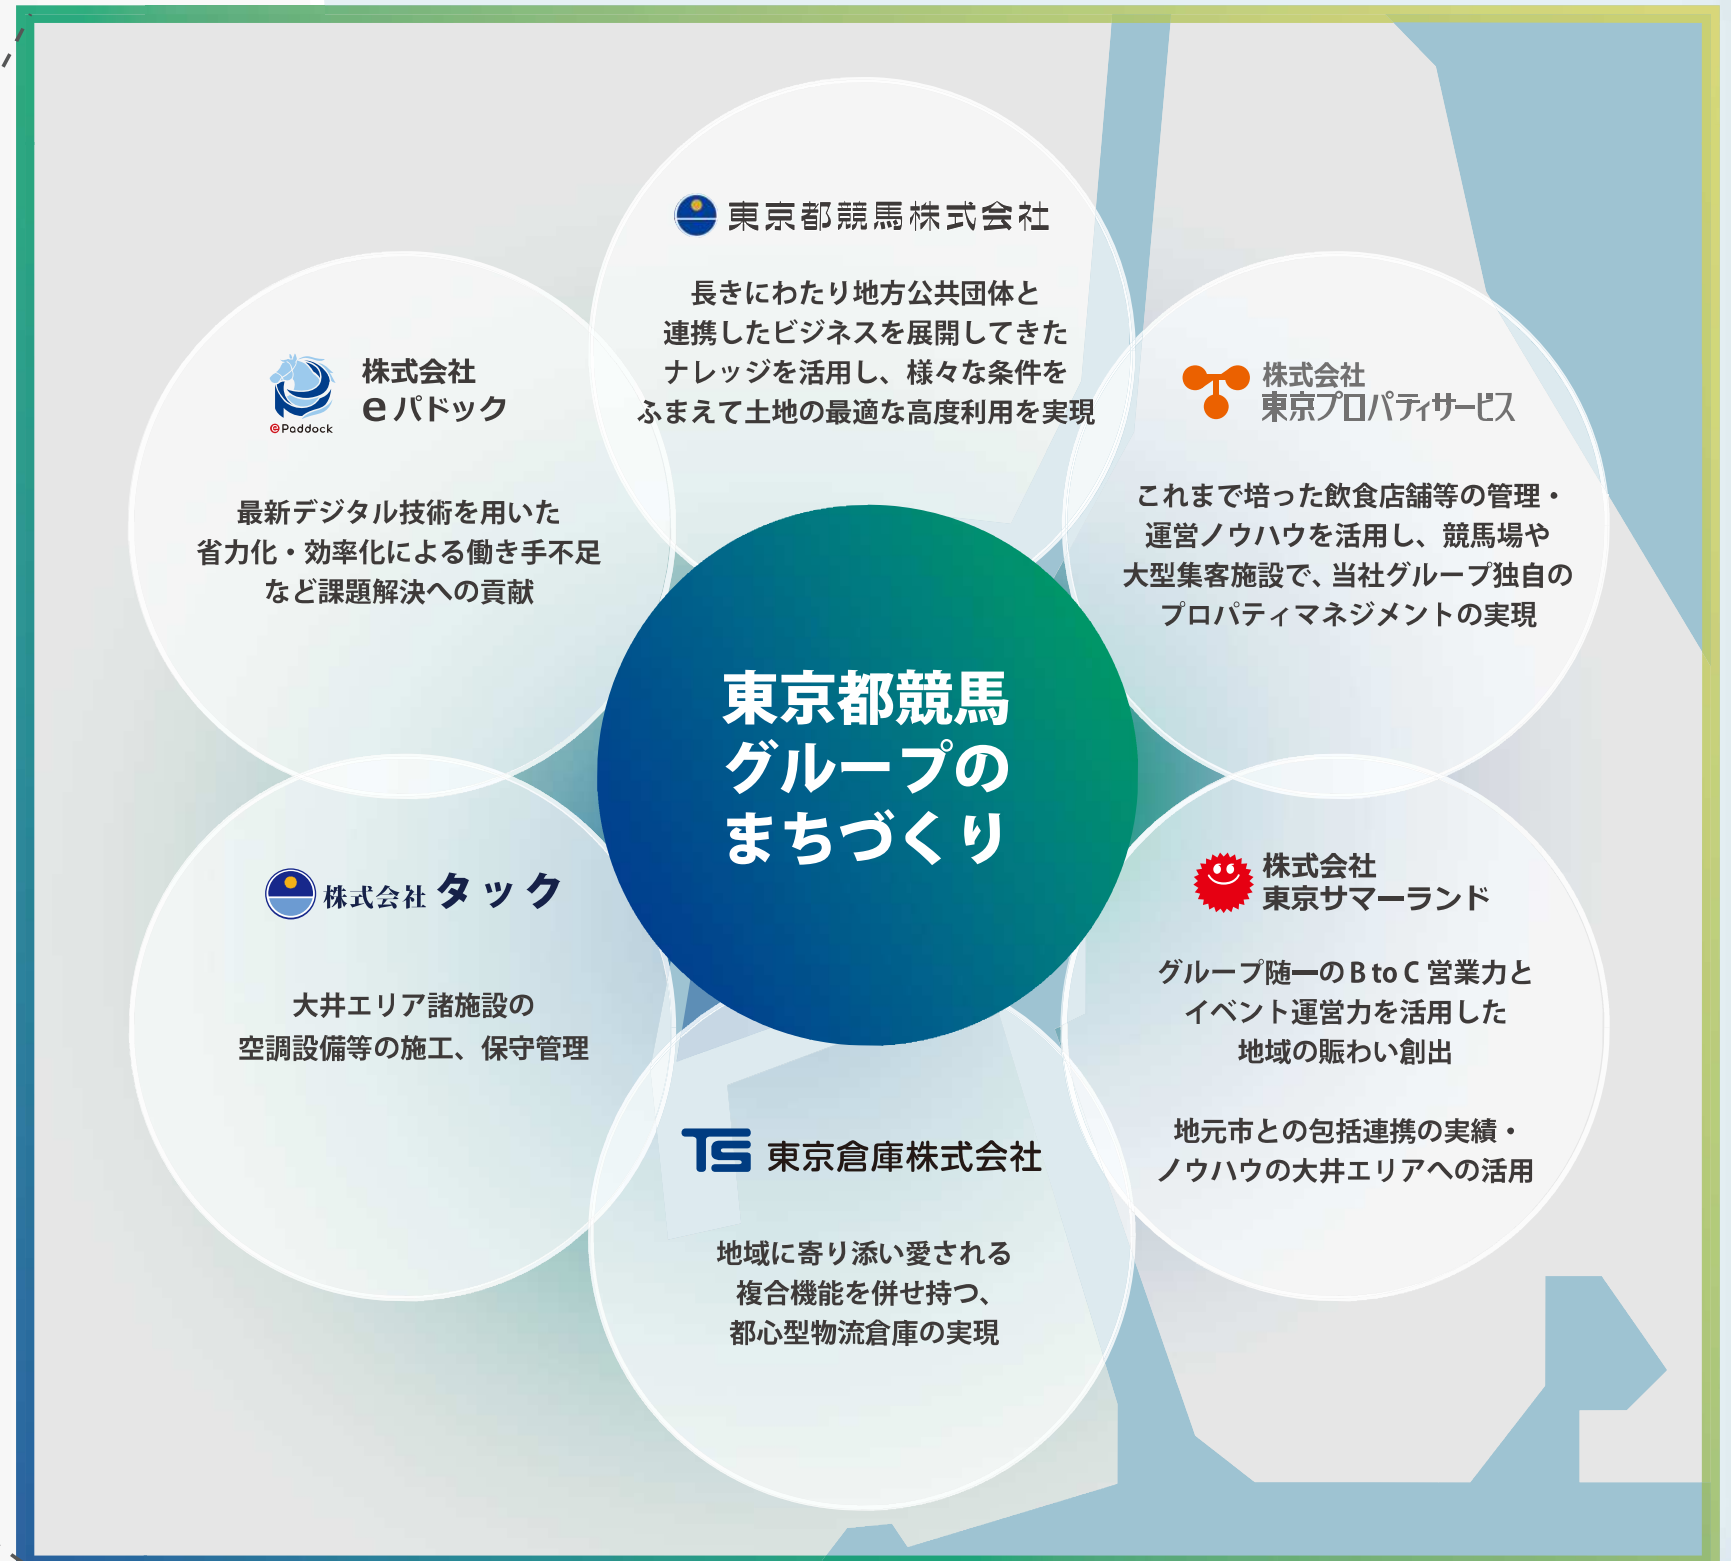 東京都競馬株式会社
長きにわたり地方公共団体と
連携したビジネスを展開してきた
ナレッジを活用し、様々な条件を
ふまえて土地の最適な高度利用を実現
株式会社
eパドック
@Paddock
最新デジタル技術を用いた
省力化・効率化による働き手不足
など課題解決への貢献
株式会社
東京プロパティサービス
これまで培った飲食店舗等の管理・
運営ノウハウを活用し、競馬場や
大型集客施設で、当社グループ独自の
プロパティマネジメントの実現
東京都競馬
グループの
まちづくり
株式会社 タック
大井エリア諸施設の
空調設備等の施工、保守管理
株式会社
東京サマーランド
グループ随一のB to C 営業力と
イベント運営力を活用した
地域の賑わい創出
地元市との包括連携の実績・
ノウハウの大井エリアへの活用
TS 東京倉庫株式会社
地域に寄り添い愛される
複合機能を併せ持つ、
都心型物流倉庫の実現